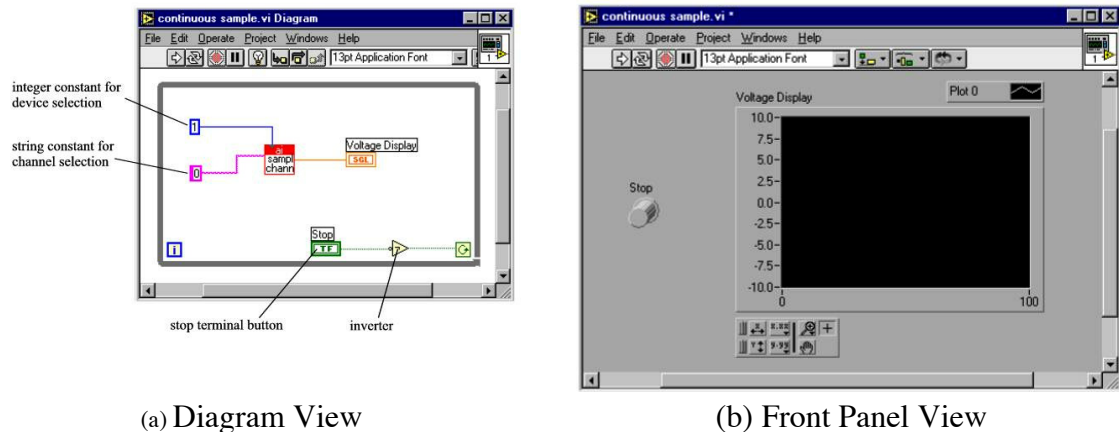 continuous sample.vi Diagram
File Edit Operate Project Windows Help
13pt Application Font
1
integer constant for
device selection
1
string constant for
channel selection
0
ai
sampl
chann
Voltage Display
SGL
Stop
TF
i
stop terminal button
inverter
(a) Diagram View
continuous sample.vi *
File Edit Operate Project Windows Help
13pt Application Font
1
Voltage Display
Plot 0
10.0
7.5
5.0
2.5
0.0
-2.5
-5.0
-7.5
-10.0
0
100
Stop
X
x.xx
Y
y.yy
(b) Front Panel View